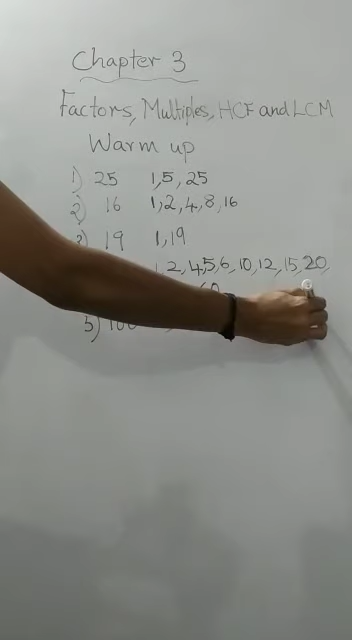 Chapter 3
Factors, Multiples, HCF and LCM
Warm up
1) 25 1,5,25
2) 16 1,2,4,8,16
3) 19 1,19
1, 2, 4,5,6, 10, 12, 15, 20,
60
5) 100